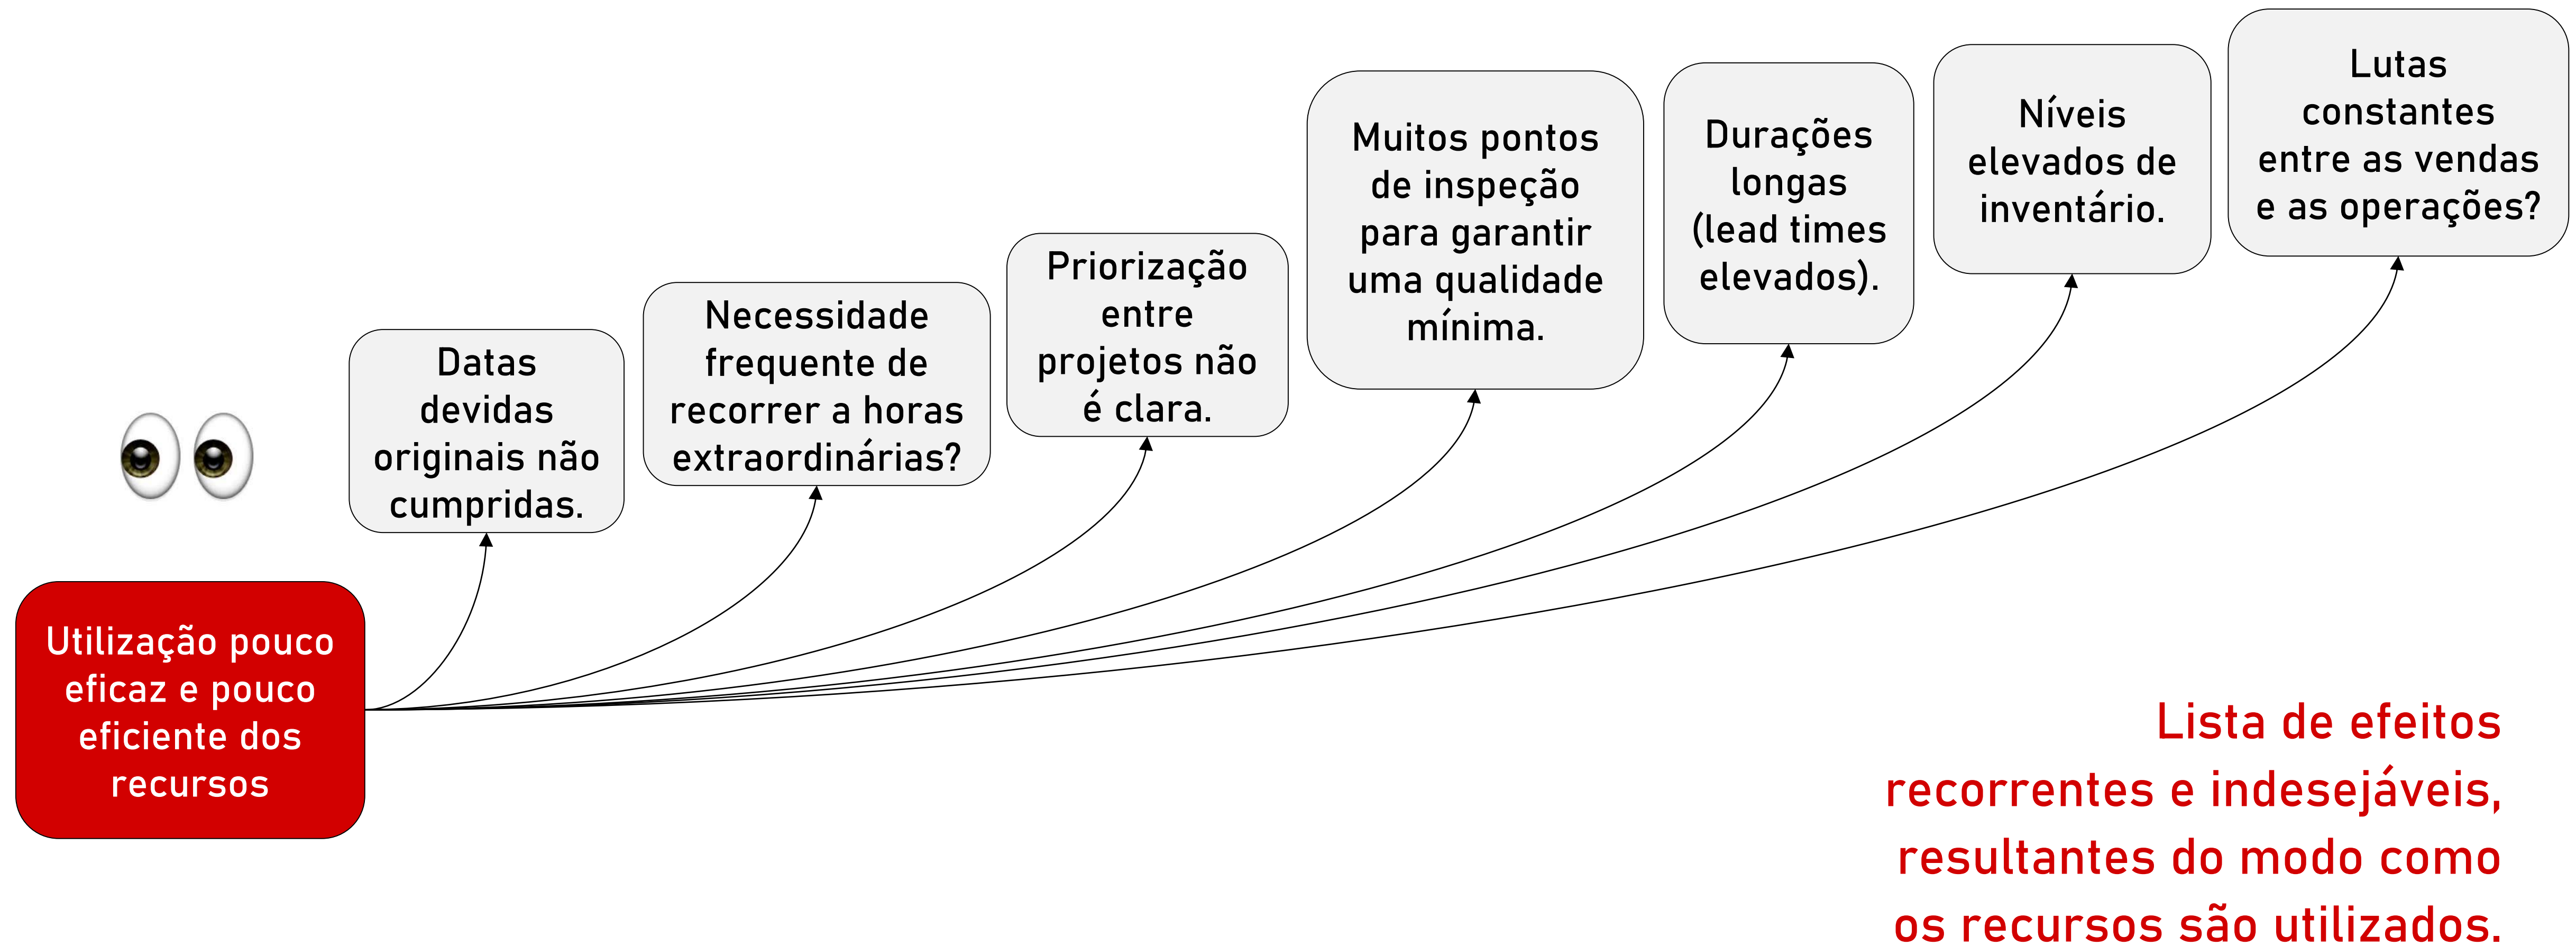 Utilização pouco
eficaz e pouco
eficiente dos
recursos
Datas
devidas
originais não
cumpridas.
Necessidade
frequente de
recorrer a horas
extraordinárias?
Priorização
entre
projetos não
é clara.
Muitos pontos
de inspeção
para garantir
uma qualidade
mínima.
Durações
longas
(lead times
elevados).
Níveis
elevados de
inventário.
Lutas
constantes
entre as vendas
e as operações?
Lista de efeitos
recorrentes e indesejáveis,
resultantes do modo como
os recursos são utilizados.